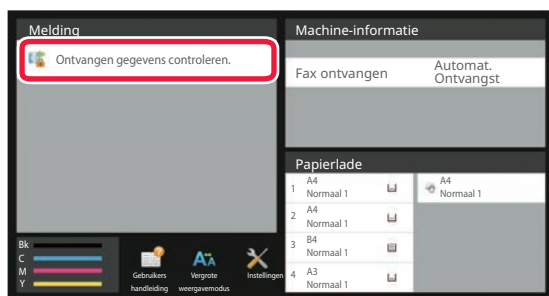 Melding
Ontvangen gegevens controleren.
Machine-informatie
Fax ontvangen
Automat.
Ontvangst
Papierlade
1 A4
Normaal 1
2 A4
Normaal 1
3 B4
Normaal 1
4 A3
Normaal 1
A4
Normaal 1
Bk
C
M
Y
Gebruikers
handleiding
Vergrote
weergavemodus
Instellingen